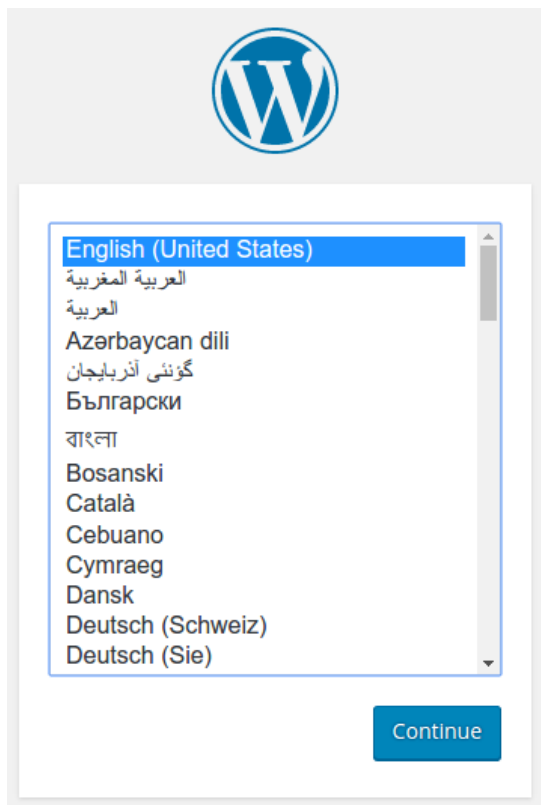 English (United States)
العربية المغربية
العربية
Azərbaycan dili
گؤنئی آذربایجان
Български
বাংলা
Bosanski
Català
Cebuano
Cymraeg
Dansk
Deutsch (Schweiz)
Deutsch (Sie)
Continue